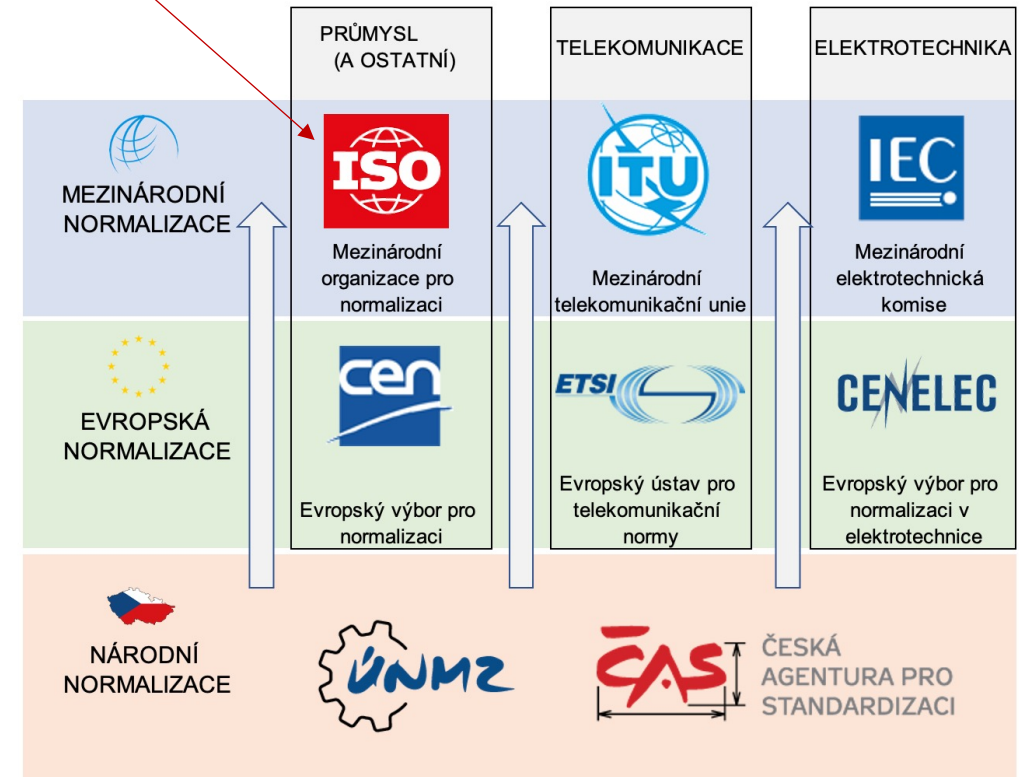 PRŮMYSL
(A OSTATNÍ)
TELEKOMUNIKACE
ELEKTROTECHNIKA
MEZINÁRODNÍ
NORMALIZACE
ISO
Mezinárodní
organizace pro
normalizaci
ITU
Mezinárodní
telekomunikační unie
IEC
Mezinárodní
elektrotechnická
komise
EVROPSKÁ
NORMALIZACE
cen
Evropský výbor pro
normalizaci
ETSI
Evropský ústav pro
telekomunikační
normy
CENELEC
Evropský výbor pro
normalizaci v
elektrotechnice
NÁRODNÍ
NORMALIZACE
ÚNMZ
ČAS
ČESKÁ
AGENTURA PRO
STANDARDIZACI